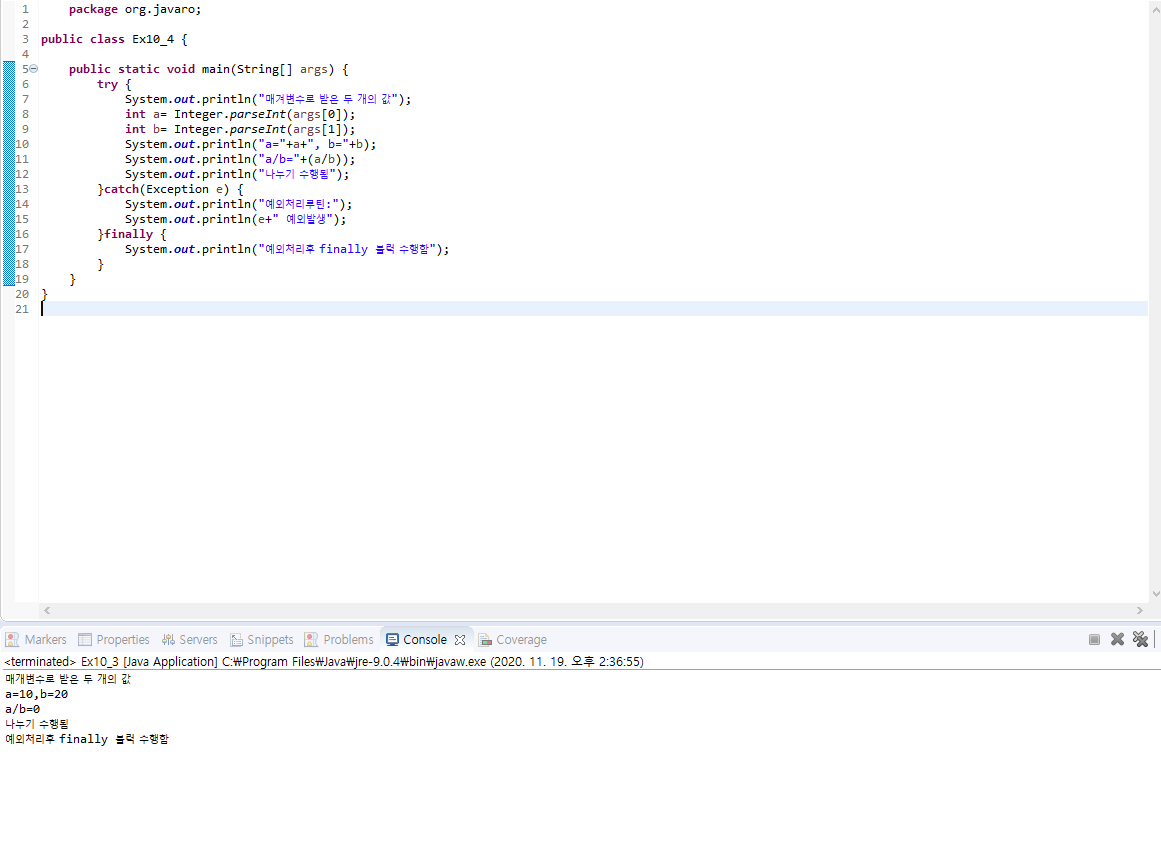 1 package org.javaro;
2
3 public class Ex10_4 {
4
5 public static void main(String[] args) {
6 try {
7 System.out.println("매겨변수로 받은 두 개의 값");
8 int a= Integer.parseInt(args[0]);
9 int b= Integer.parseInt(args[1]);
10 System.out.println("a="+a+", b="+b);
11 System.out.println("a/b="+(a/b));
12 System.out.println("나누기 수행됨");
13 }catch(Exception e) {
14 System.out.println("예외처리루틴:");
15 System.out.println(e+" 예외발생");
16 }finally {
17 System.out.println("예외처리후 finally 블럭 수행함");
18 }
19 }
20 }
21
Markers Properties Servers Snippets Problems Console Coverage
<terminated> Ex10_3 [Java Application] C:₩Program Files₩Java₩jre-9.0.4₩bin₩javaw.exe (2020. 11. 19. 오후 2:36:55)
매개변수로 받은 두 개의 값
a=10,b=20
a/b=0
나누기 수행됨
예외처리후 finally 블럭 수행함